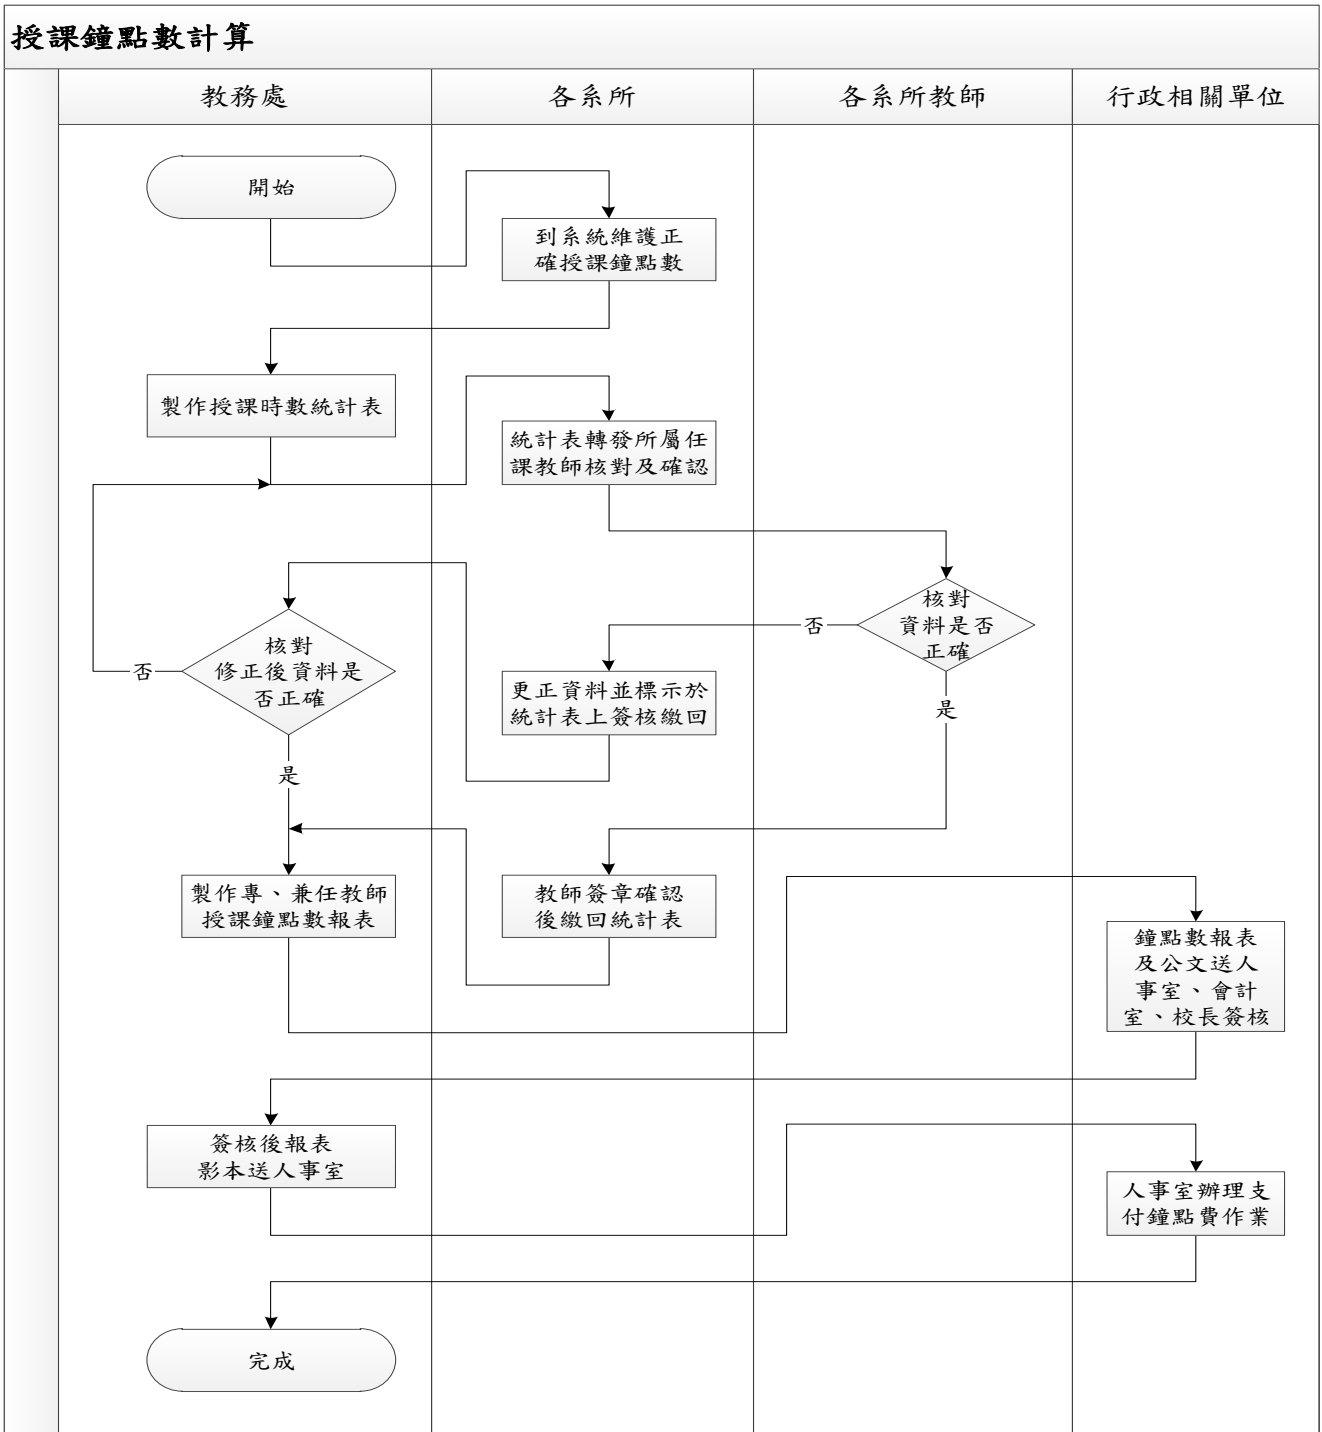 授課鐘點數計算
教務處
各系所
各系所教師
行政相關單位
開始
到系統維護正
確授課鐘點數
製作授課時數統計表
統計表轉發所屬任
課教師核對及確認
核對
資料是否
正確
否
是
更正資料並標示於
統計表上簽核繳回
核對
修正後資料是
否正確
否
是
教師簽章確認
後繳回統計表
製作專、兼任教師
授課鐘點數報表
鐘點數報表
及公文送人
事室、會計
室、校長簽核
簽核後報表
影本送人事室
人事室辦理支
付鐘點費作業
完成